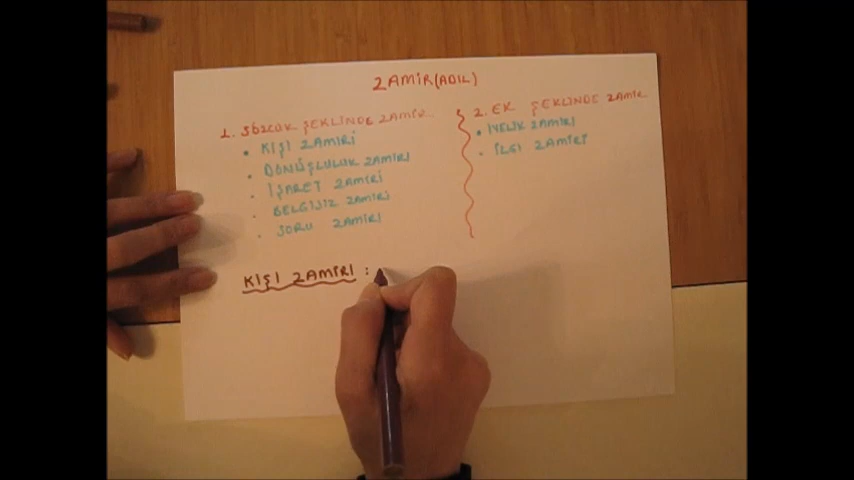 ZAMİR(ADIL)
1. SÖZCÜK ŞEKLİNDE ZAMİR
• KİŞİ ZAMİRİ
• DÖNÜŞLÜLÜK ZAMİRİ
• İŞARET ZAMİRİ
• BELGİSİZ ZAMİRİ
• SORU ZAMİRİ
2. EK ŞEKLİNDE ZAMİR
• İYELİK ZAMİRİ
• İLGİ ZAMİRİ
KİŞİ ZAMİRİ :